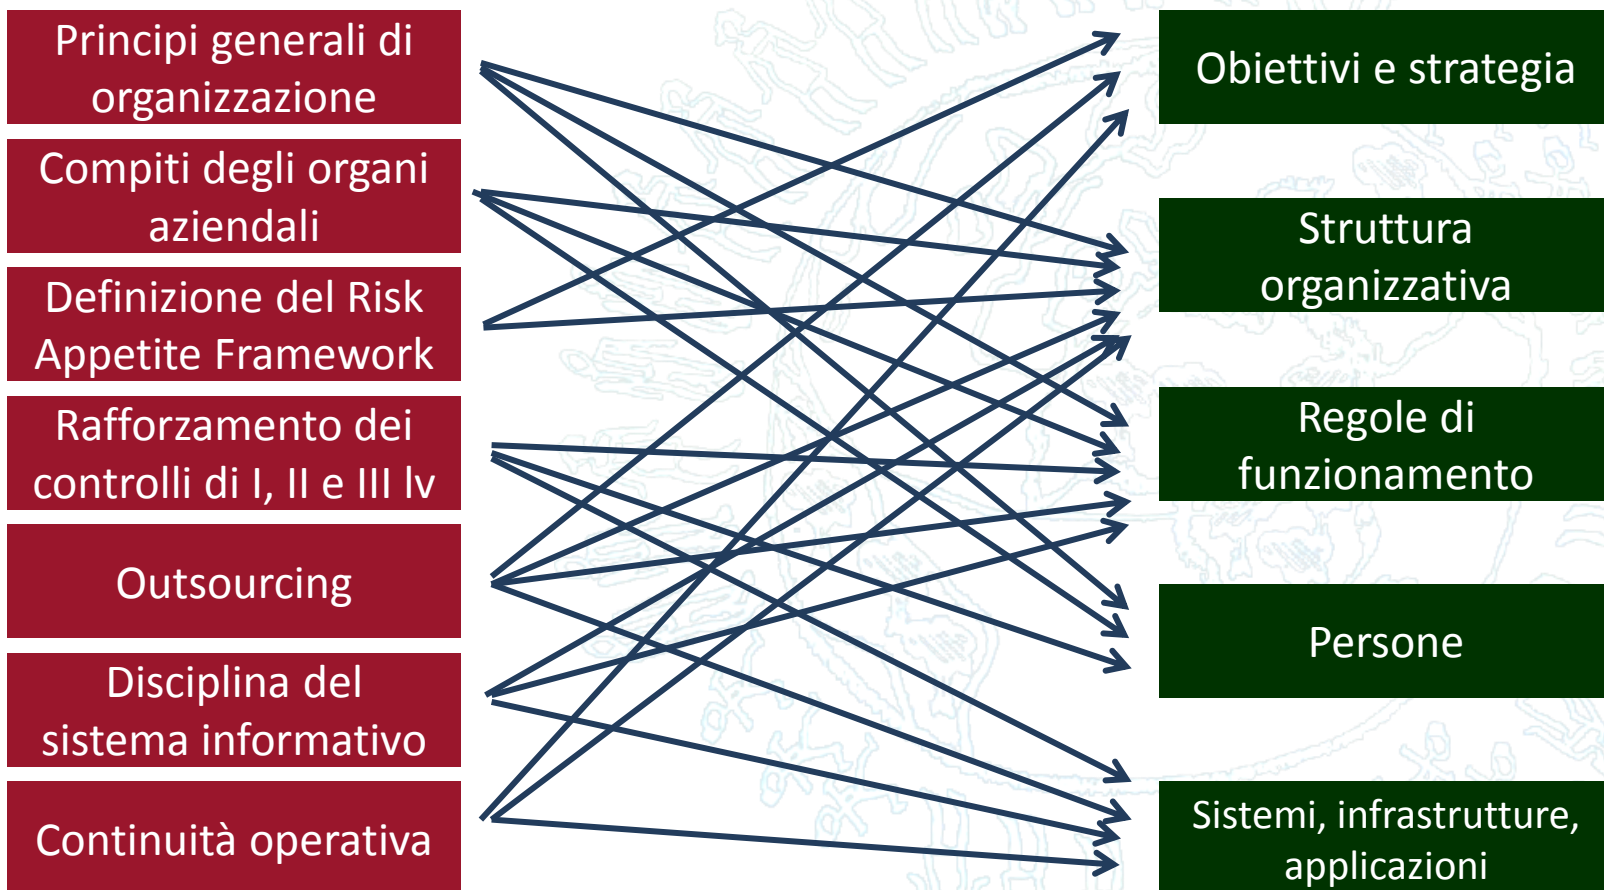 Principi generali di
organizzazione
Compiti degli organi
aziendali
Definizione del Risk
Appetite Framework
Rafforzamento dei
controlli di I, II e III lv
Outsourcing
Disciplina del
sistema informativo
Continuità operativa
Obiettivi e strategia
Struttura
organizzativa
Regole di
funzionamento
Persone
Sistemi, infrastrutture,
applicazioni